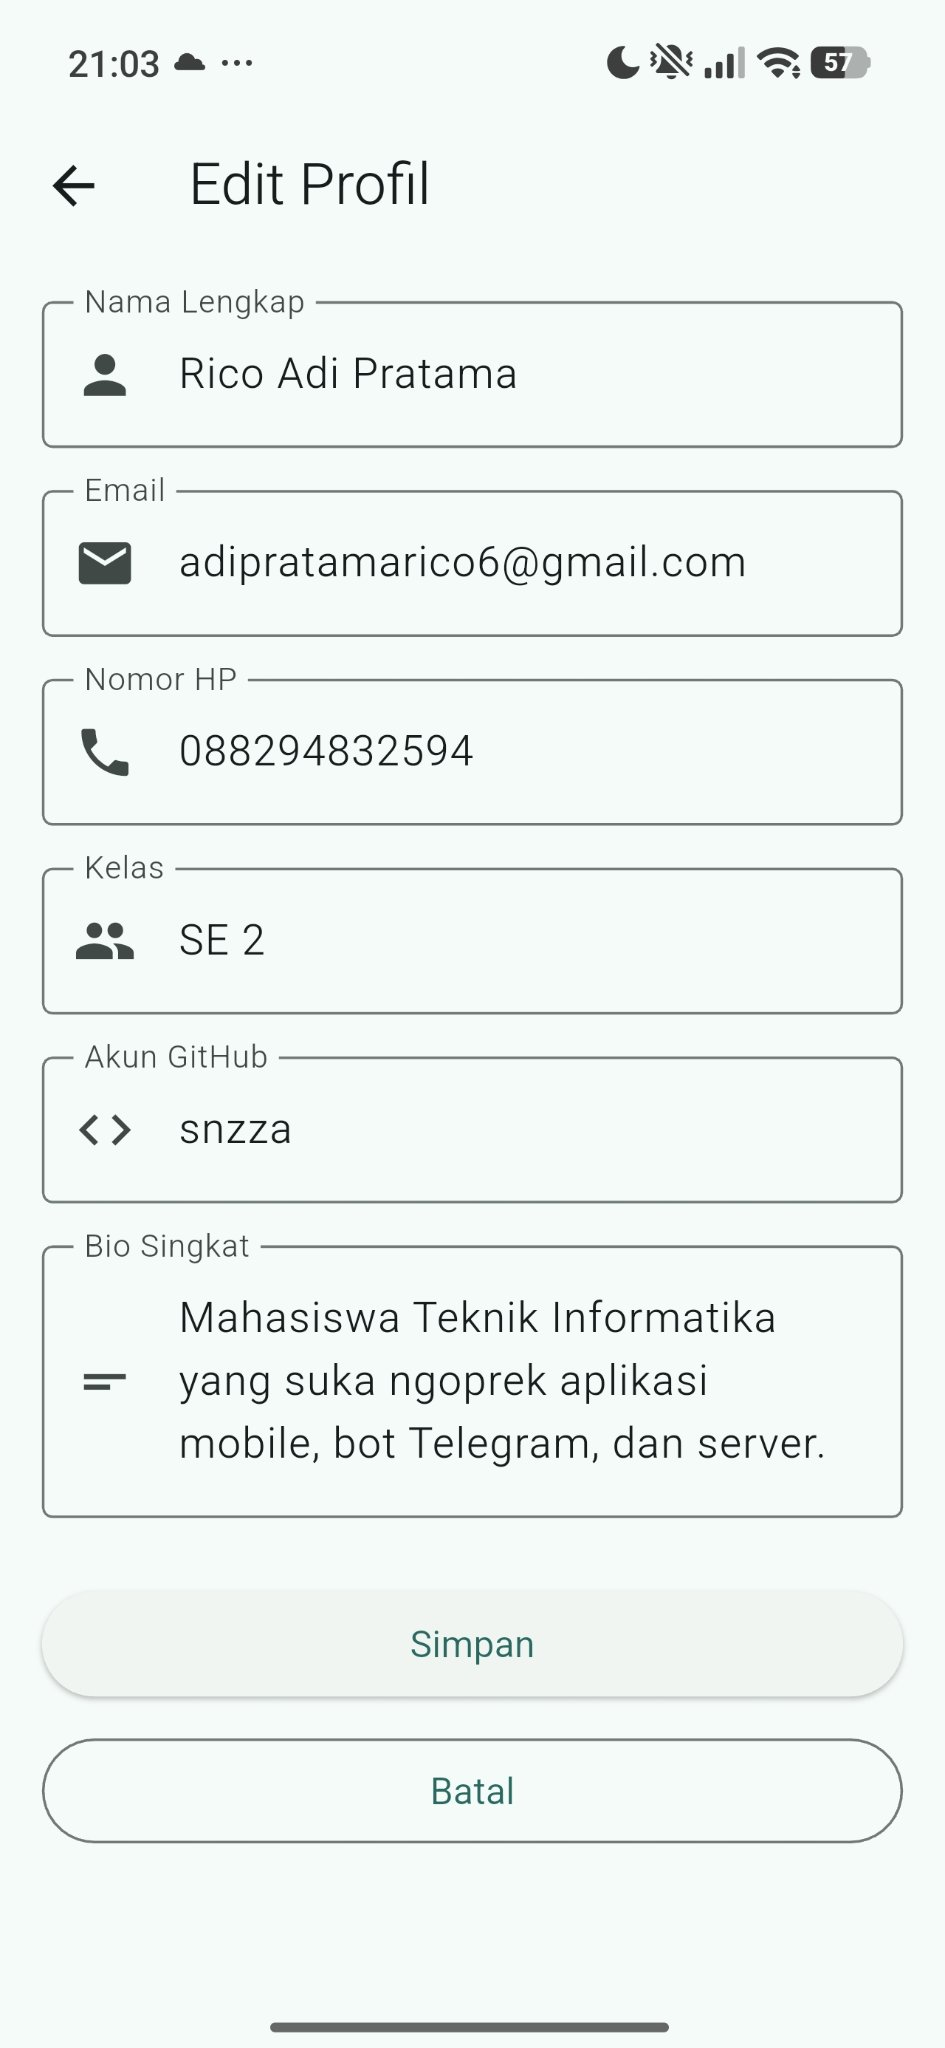 21:03
57
Edit Profil
Nama Lengkap
Rico Adi Pratama
Email
adipratamarico6@gmail.com
Nomor HP
088294832594
Kelas
SE 2
Akun GitHub
snzza
Bio Singkat
Mahasiswa Teknik Informatika
yang suka ngoprek aplikasi
mobile, bot Telegram, dan server.
Simpan
Batal